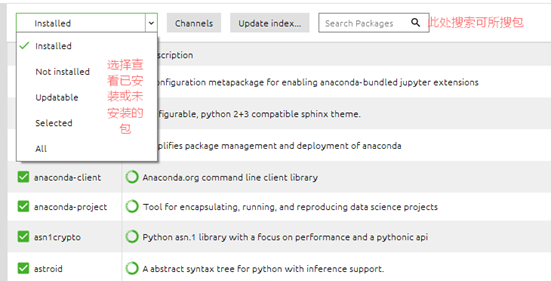 Installed
Channels
Update index...
Search Packages
此处搜索可所搜包
Installed
Not installed
Updatable
Selected
All
选择查
看已安
装或未
安装的
包
scription
onfiguration metapackage for enabling anaconda-bundled jupyter extensions
figurable, python 2+3 compatible sphinx theme.
plifies package management and deployment of anaconda
anaconda-client
Anaconda.org command line client library
anaconda-project
Tool for encapsulating, running, and reproducing data science projects
asn1crypto
Python asn.1 library with a focus on performance and a pythonic api
astroid
A abstract syntax tree for python with inference support.